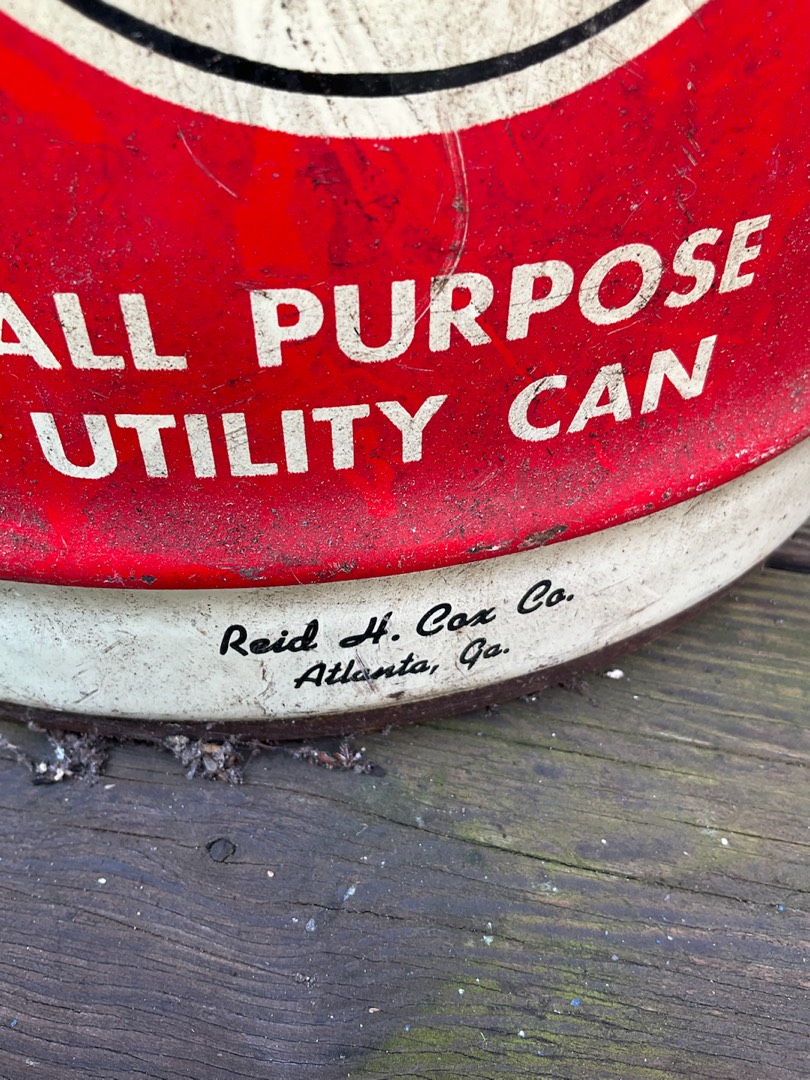 ALL PURPOSE
UTILITY CAN
Reid H. Cox Co.
Atlanta, Ga.